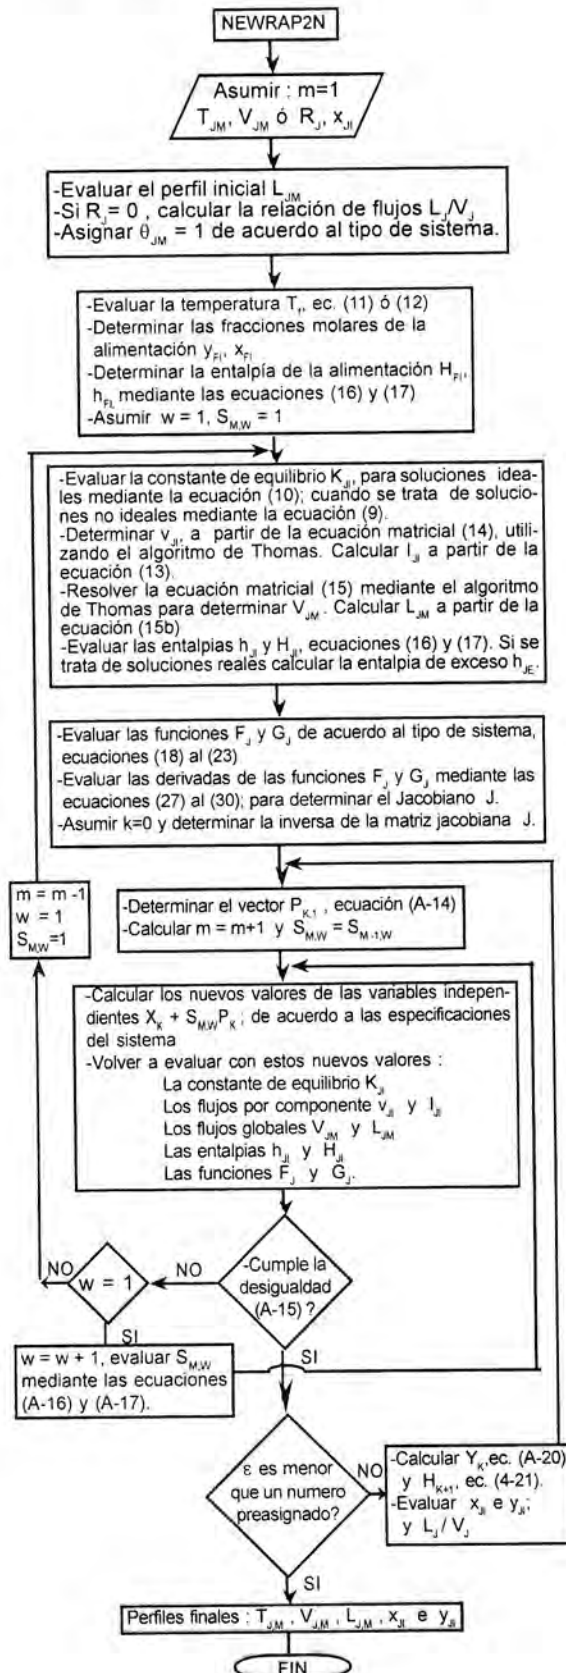 NEWRAP2N
Asumir : m=1
T_JM, V_JM ó R_J, x_JI
-Evaluar el perfil inicial L_JM
-Si R_J= 0 , calcular la relación de flujos L_J/V_J
-Asignar θ_JM = 1 de acuerdo al tipo de sistema.
-Evaluar la temperatura T_F, ec. (11) ó (12)
-Determinar las fracciones molares de la
alimentación y_FI, x_FI
-Determinar la entalpía de la alimentación H_FI,
h_FI, mediante las ecuaciones (16) y (17)
-Asumir w = 1, S_M,W = 1
-Evaluar la constante de equilibrio K_JI, para soluciones idea-
les mediante la ecuación (10); cuando se trata de solucio-
nes no ideales mediante la ecuación (9).
-Determinar v_JI, a partir de la ecuación matricial (14), utili-
zando el algoritmo de Thomas. Calcular l_JI a partir de la
ecuación (13).
-Resolver la ecuación matricial (15) mediante el algoritmo
de Thomas para determinar V_JM. Calcular L_JM a partir de la
ecuación (15b)
-Evaluar las entalpias h_JI y H_JI, ecuaciones (16) y (17). Si se
trata de soluciones reales calcular la entalpia de exceso h_JE.
-Evaluar las funciones F_J y G_J de acuerdo al tipo de sistema,
ecuaciones (18) al (23)
-Evaluar las derivadas de las funciones F_J y G_J mediante las
ecuaciones (27) al (30); para determinar el Jacobiano J.
-Asumir k=0 y determinar la inversa de la matriz jacobiana J.
m = m -1
w = 1
S_M,W=1
-Determinar el vector P_K,1 , ecuación (A-14)
-Calcular m = m+1 y S_M,W = S_M-1,W
-Calcular los nuevos valores de las variables indepen-
dientes X_K + S_M,W P_K ; de acuerdo a las especificaciones
del sistema
-Volver a evaluar con estos nuevos valores :
La constante de equilibrio K_JI
Los flujos por componente v_JI y l_JI
Los flujos globales V_JM y L_JM
Las entalpias h_JI y H_JI
Las funciones F_J y G_J.
NO
w = 1
NO
-Cumple la
desigualdad
(A-15) ?
SI
SI
w = w + 1, evaluar S_M,W
mediante las ecuaciones
(A-16) y (A-17).
ε es menor
que un numero
preasignado?
NO
-Calcular Y_K,ec. (A-20)
y H_K+1, ec. (4-21).
-Evaluar x_JI e y_JI;
y L_J / V_J
SI
Perfiles finales : T_J,M , V_J,M , L_J,M , x_JI e y_JI
FIN